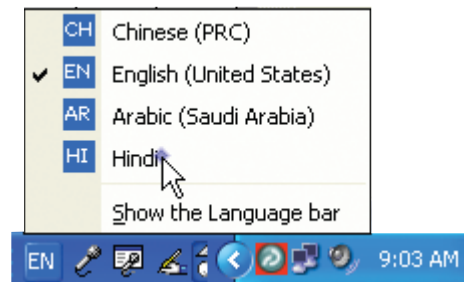 CH Chinese (PRC)
EN English (United States)
AR Arabic (Saudi Arabia)
HI Hindi
Show the Language bar
EN 9:03 AM